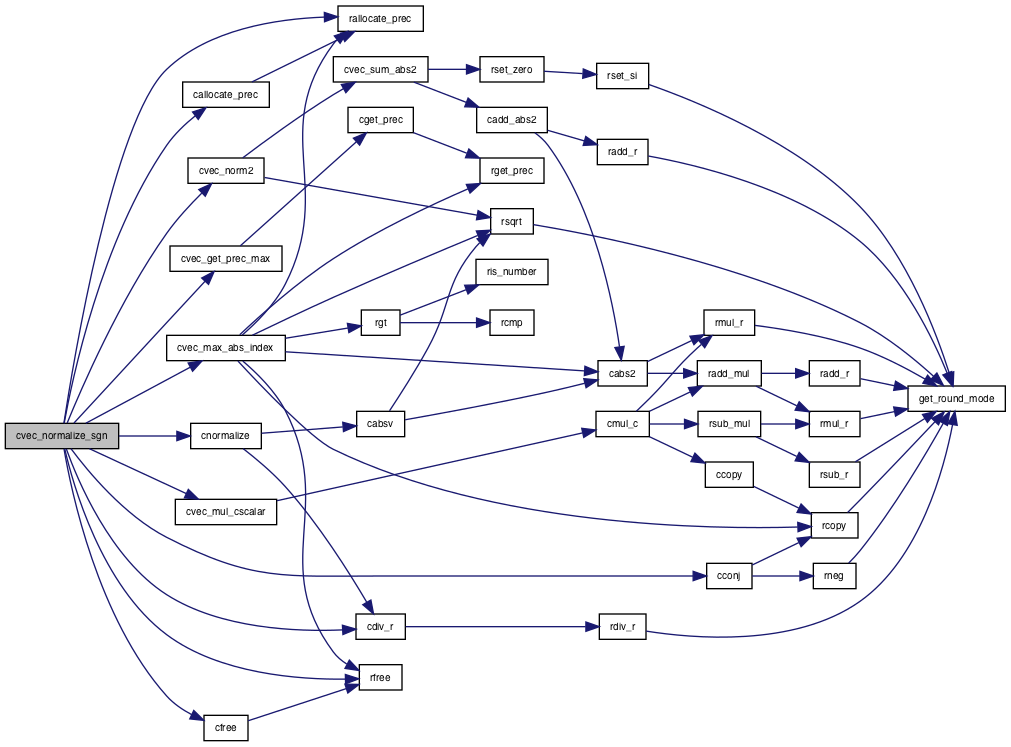 rallocate_prec
cvec_sum_abs2
rset_zero
rset_si
callocate_prec
cget_prec
cadd_abs2
radd_r
cvec_norm2
rget_prec
rsqrt
cvec_get_prec_max
ris_number
rgt
rcmp
rmul_r
cvec_max_abs_index
cabs2
radd_mul
radd_r
get_round_mode
cvec_normalize_sgn
cnormalize
cabsv
cmul_c
rsub_mul
rmul_r
ccopy
rsub_r
cvec_mul_cscalar
rcopy
cconj
rneg
cdiv_r
rdiv_r
rfree
cfree